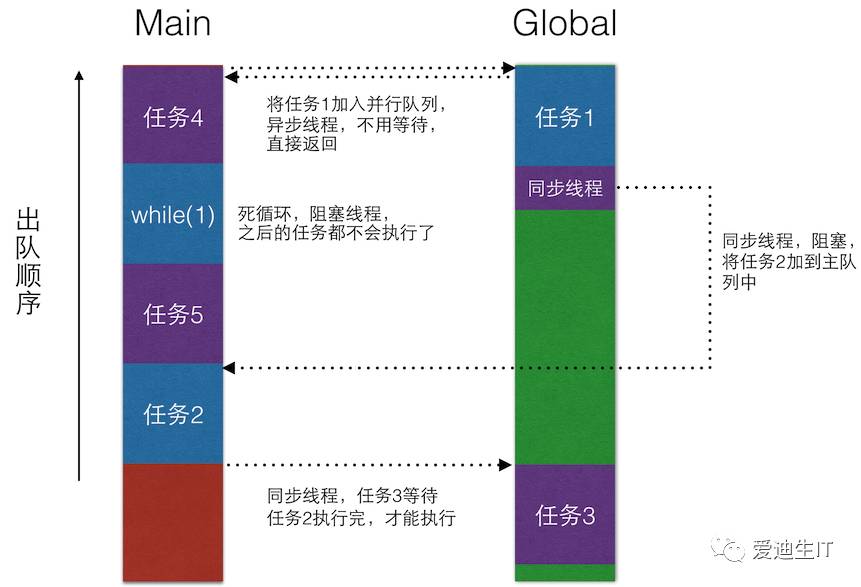 Main
Global
任务4
将任务1加入并行队列，
异步线程，不用等待，
直接返回
任务1
同步线程
while(1)
死循环，阻塞线程，
之后的任务都不会执行了
出队顺序
同步线程，阻塞，
将任务2加到主队
列中
任务5
任务2
同步线程，任务3等待
任务2执行完，才能执行
任务3
爱迪生IT